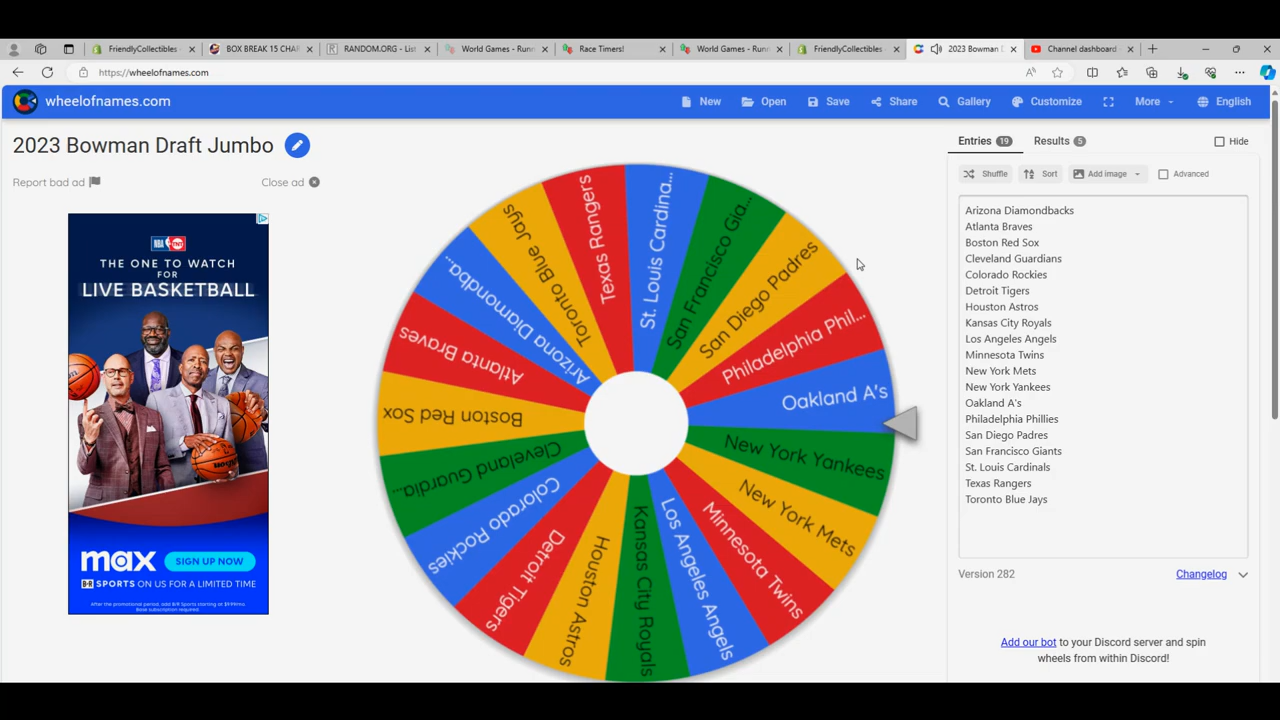 FriendlyCollectibles
BOX BREAK 15 CHA
RANDOM.ORG - List
World Games - Runn
Race Timers!
World Games - Runn
FriendlyCollectibles
2023 Bowman D
Channel dashboard
https://wheelofnames.com
wheelofnames.com
New
Open
Save
Share
Gallery
Customize
More
English
2023 Bowman Draft Jumbo
Report bad ad
Close ad
NBA TNT
THE ONE TO WATCH
FOR
LIVE BASKETBALL
max SIGN UP NOW
B/R SPORTS ON US FOR A LIMITED TIME
St. Louis Cardina...
San Francisco Gia...
San Diego Padres
Philadelphia Phil...
Oakland A's
New York Yankees
New York Mets
Minnesota Twins
Los Angeles Angels
Kansas City Royals
Houston Astros
Detroit Tigers
Colorado Rockies
Cleveland Guardia...
Boston Red Sox
Atlanta Braves
Arizona Diamondba...
Toronto Blue Jays
Texas Rangers
Entries 19
Results 5
Hide
Shuffle
Sort
Add image
Advanced
Arizona Diamondbacks
Atlanta Braves
Boston Red Sox
Cleveland Guardians
Colorado Rockies
Detroit Tigers
Houston Astros
Kansas City Royals
Los Angeles Angels
Minnesota Twins
New York Mets
New York Yankees
Oakland A's
Philadelphia Phillies
San Diego Padres
San Francisco Giants
St. Louis Cardinals
Texas Rangers
Toronto Blue Jays
Version 282
Changelog
Add our bot to your Discord server and spin
wheels from within Discord!